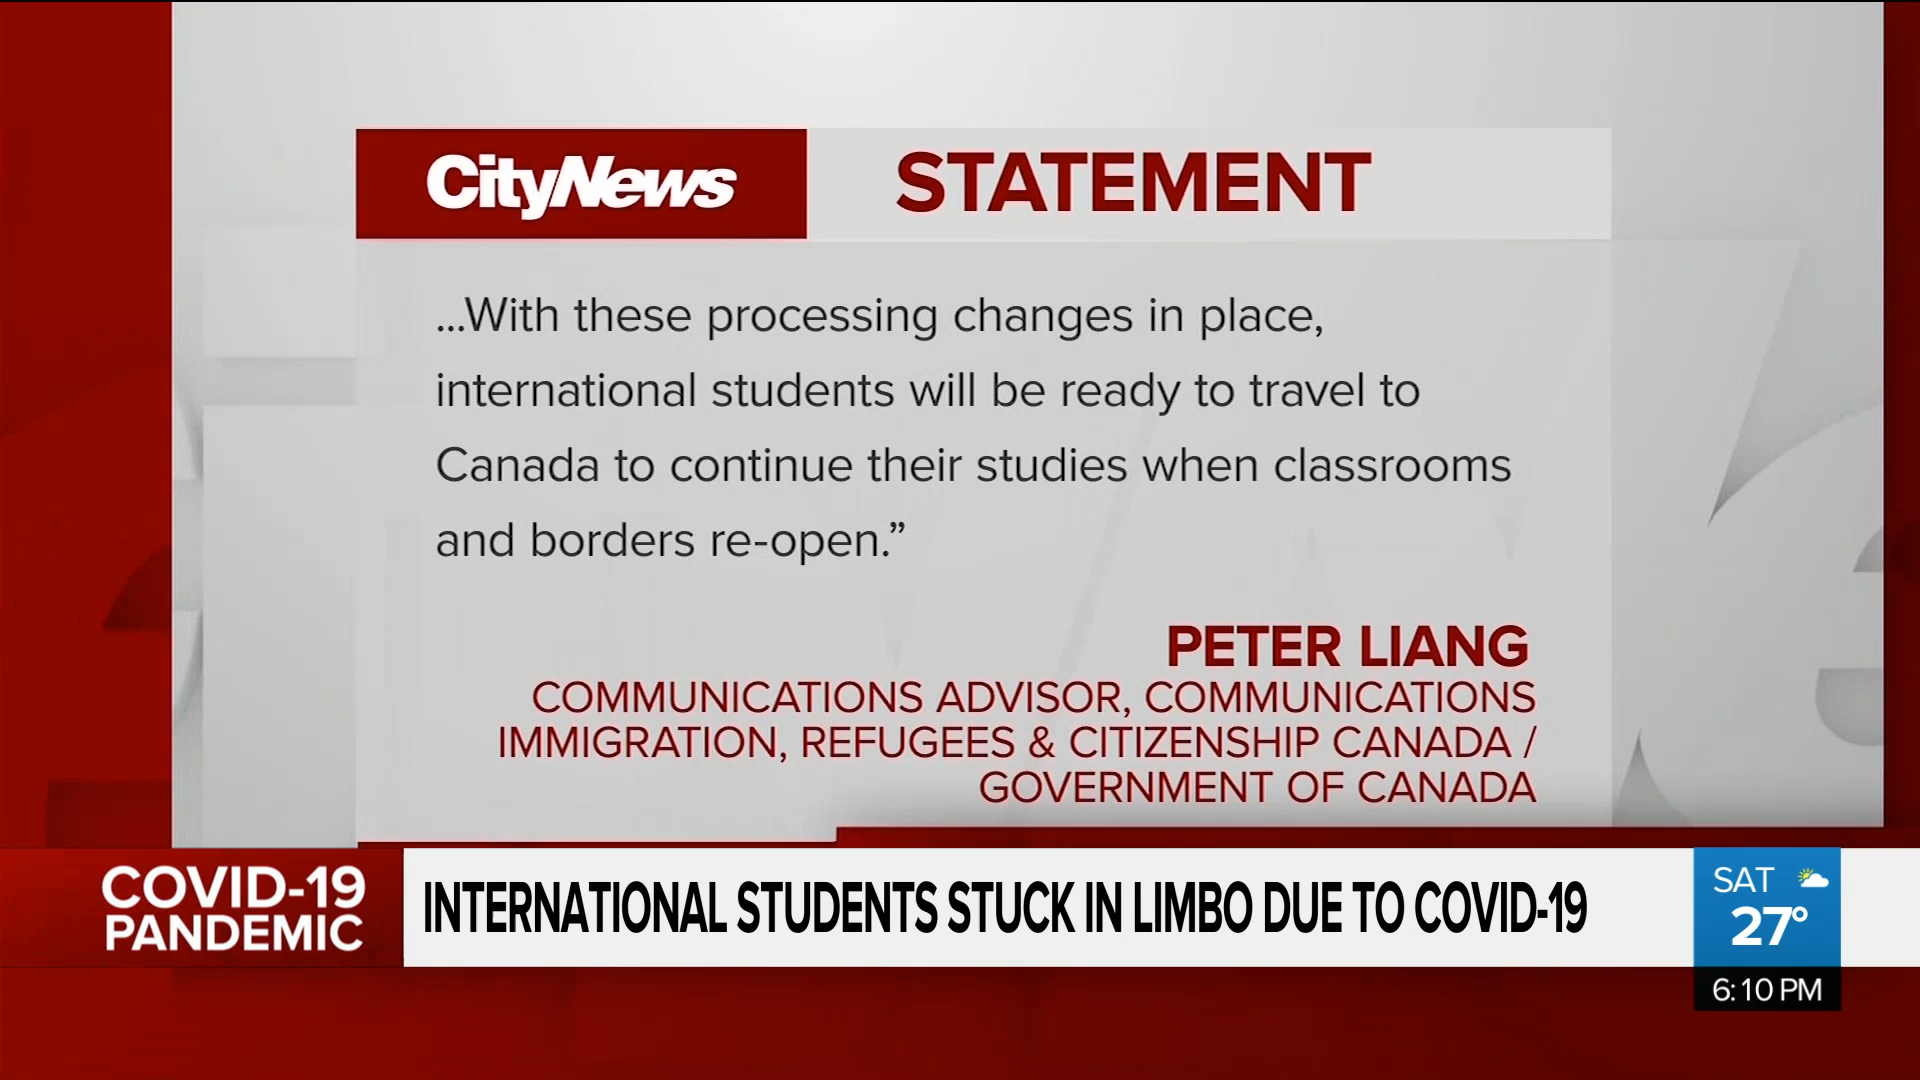 CityNews STATEMENT
...With these processing changes in place,
international students will be ready to travel to
Canada to continue their studies when classrooms
and borders re-open.”
PETER LIANG
COMMUNICATIONS ADVISOR, COMMUNICATIONS
IMMIGRATION, REFUGEES & CITIZENSHIP CANADA /
GOVERNMENT OF CANADA
COVID-19
PANDEMIC
INTERNATIONAL STUDENTS STUCK IN LIMBO DUE TO COVID-19
SAT
27°
6:10 PM